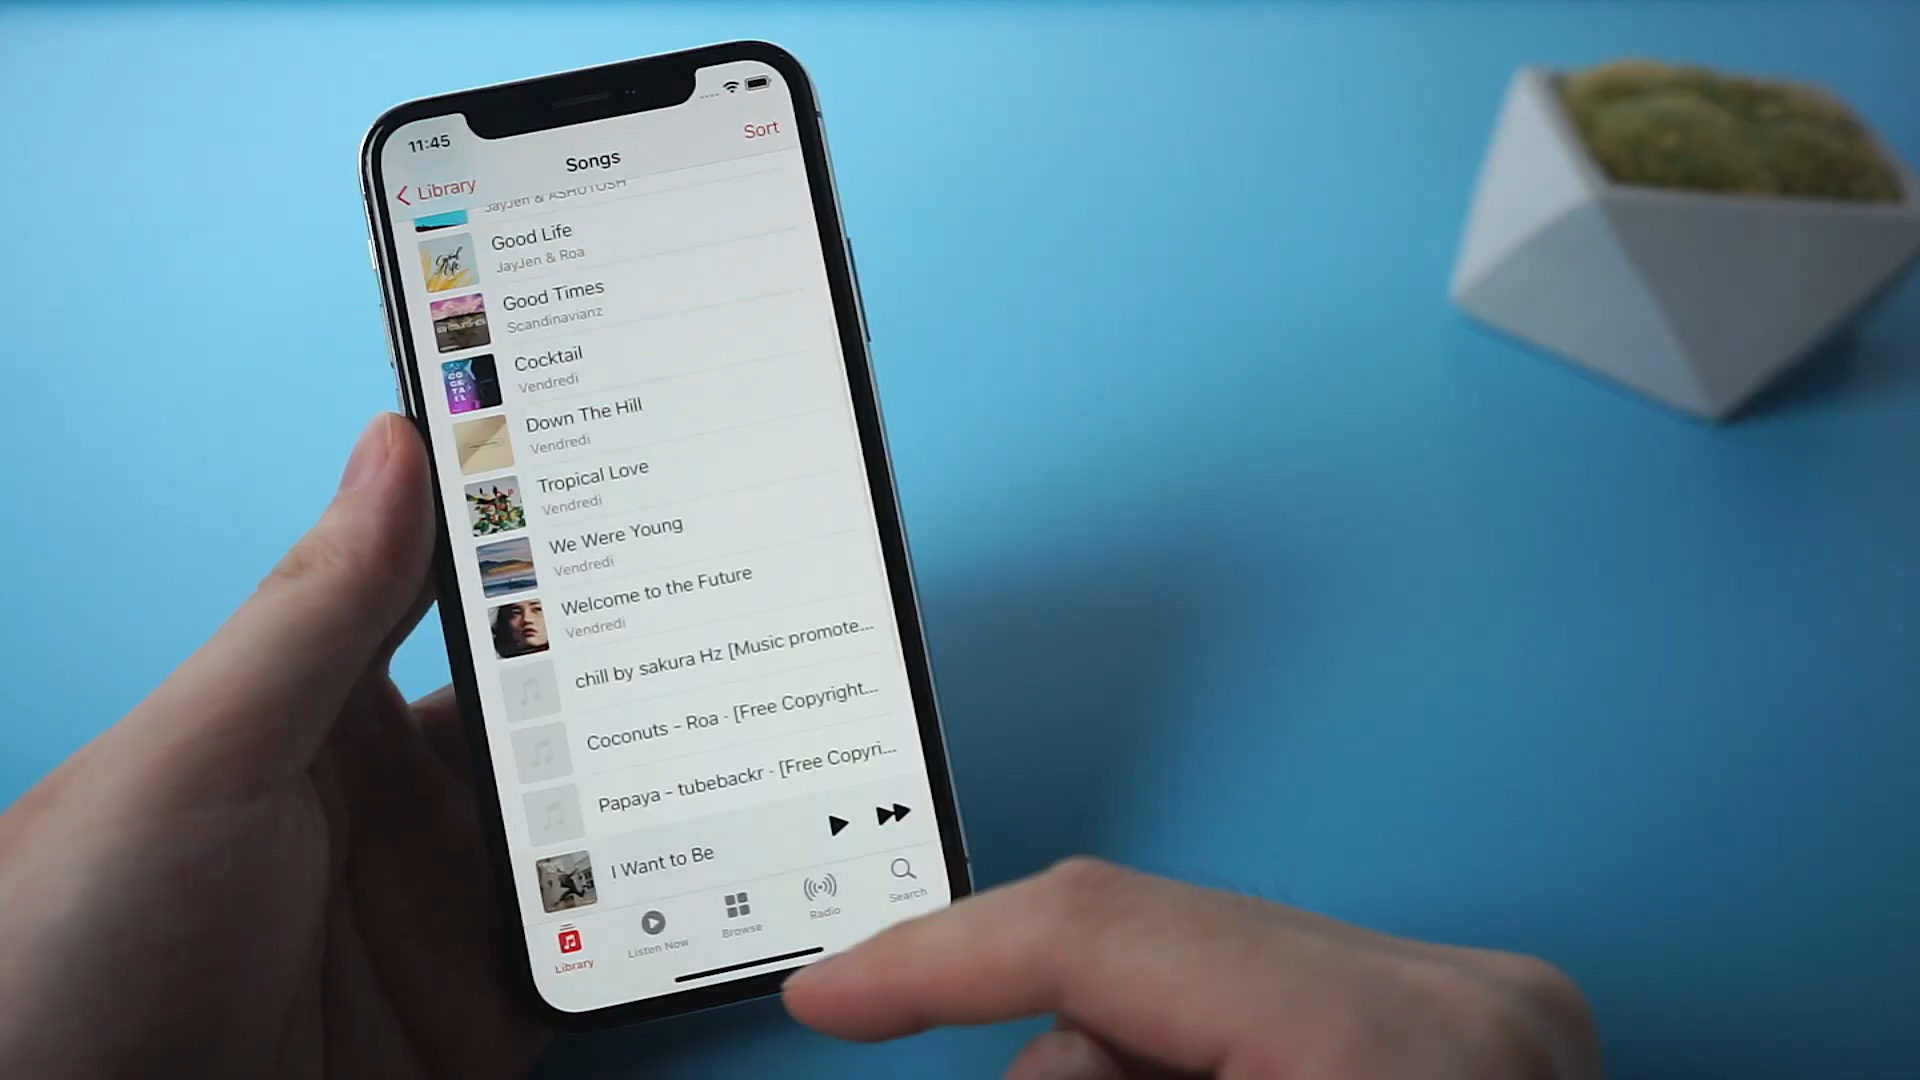 11:45
Sort
Songs
Library
JayJen & ASHUTOSH
Good Life
JayJen & Roa
Good Times
Scandinavianz
Cocktail
Vendredi
Down The Hill
Vendredi
Tropical Love
Vendredi
We Were Young
Vendredi
Welcome to the Future
Vendredi
chill by sakura Hz [Music promote...
Coconuts - Roa - [Free Copyright...
Papaya - tubebackr - [Free Copyri...
I Want to Be
Library
Listen Now
Browse
Radio
Search